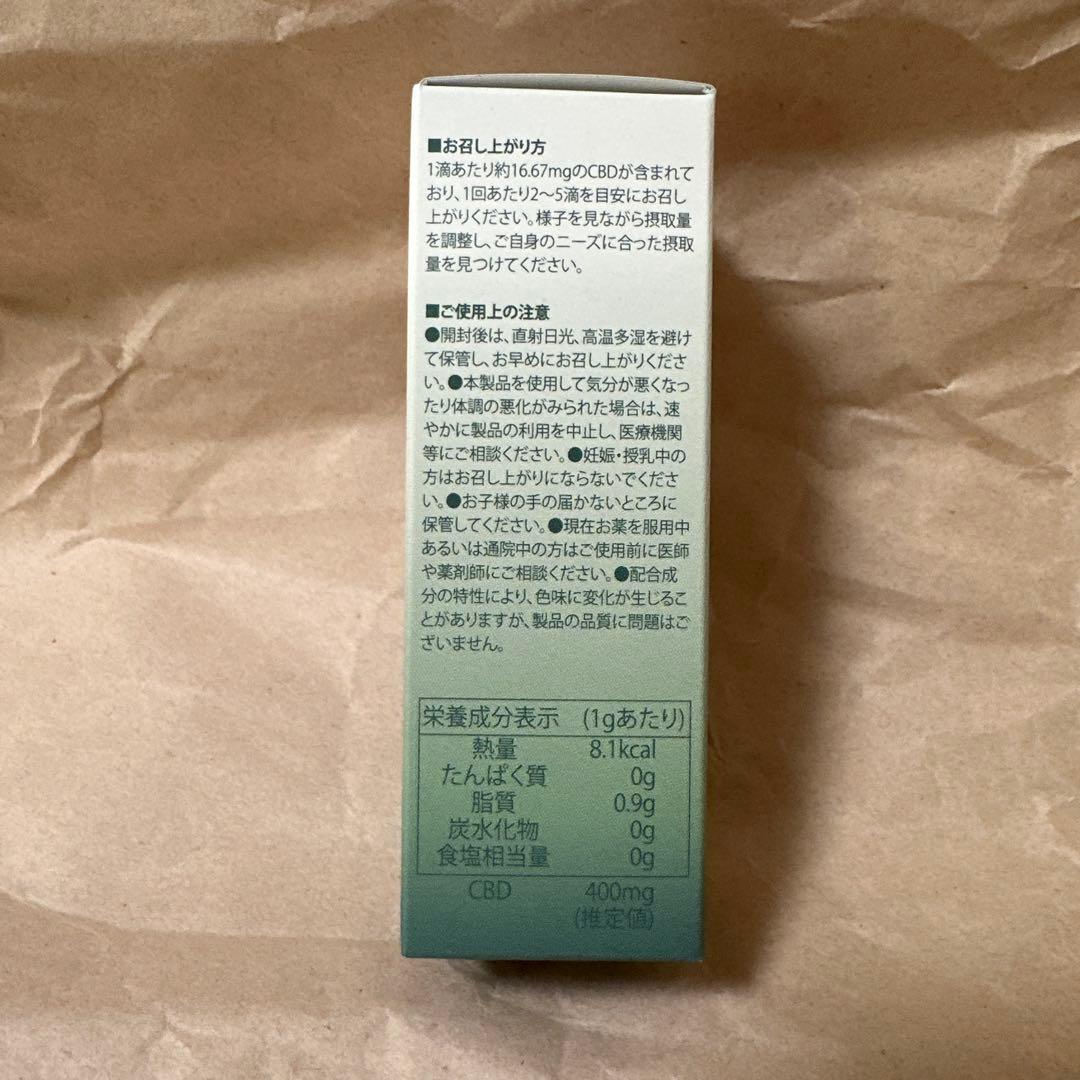 ■お召し上がり方
1滴あたり約16.67mgのCBDが含まれて
おり、1回あたり2〜5滴を目安にお召し
上がりください。様子を見ながら摂取量
を調整し、ご自身のニーズに合った摂取
量を見つけてください。
■ご使用上の注意
●開封後は、直射日光、高温多湿を避け
て保管し、お早めにお召し上がりくださ
い。●本製品を使用して気分が悪くなっ
たり体調の悪化がみられた場合は、速
やかに製品の利用を中止し、医療機関
等にご相談ください。●妊娠・授乳中の
方はお召し上がりにならないでくださ
い。●お子様の手の届かないところに
保管してください。●現在お薬を服用中
あるいは通院中の方はご使用前に医師
や薬剤師にご相談ください。●配合成
分の特性により、色味に変化が生じるこ
とがありますが、製品の品質に問題はご
ざいません。
栄養成分表示 (1gあたり)
熱量 8.1kcal
たんぱく質 0g
脂質 0.9g
炭水化物 0g
食塩相当量 0g
CBD 400mg
(推定値)